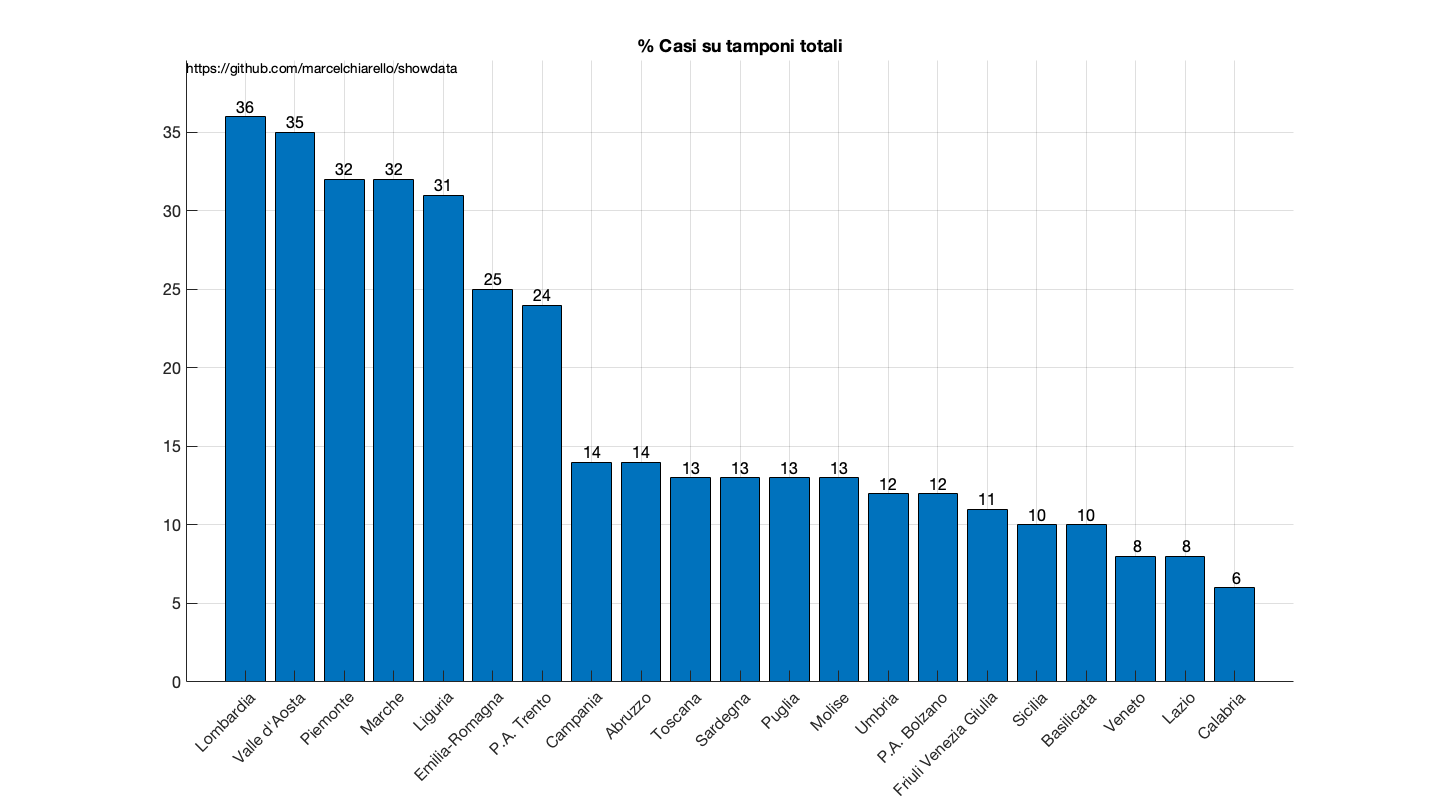 % Casi su tamponi totali
https://github.com/marcelchiarello/showdata
36
35
32
32
31
25
24
14
14
13
13
13
13
12
12
11
10
10
8
8
6
35
30
25
20
15
10
5
0
Lombardia
Valle d'Aosta
Piemonte
Marche
Liguria
Emilia-Romagna
P.A. Trento
Campania
Abruzzo
Toscana
Sardegna
Puglia
Molise
Umbria
P.A. Bolzano
Friuli Venezia Giulia
Sicilia
Basilicata
Veneto
Lazio
Calabria